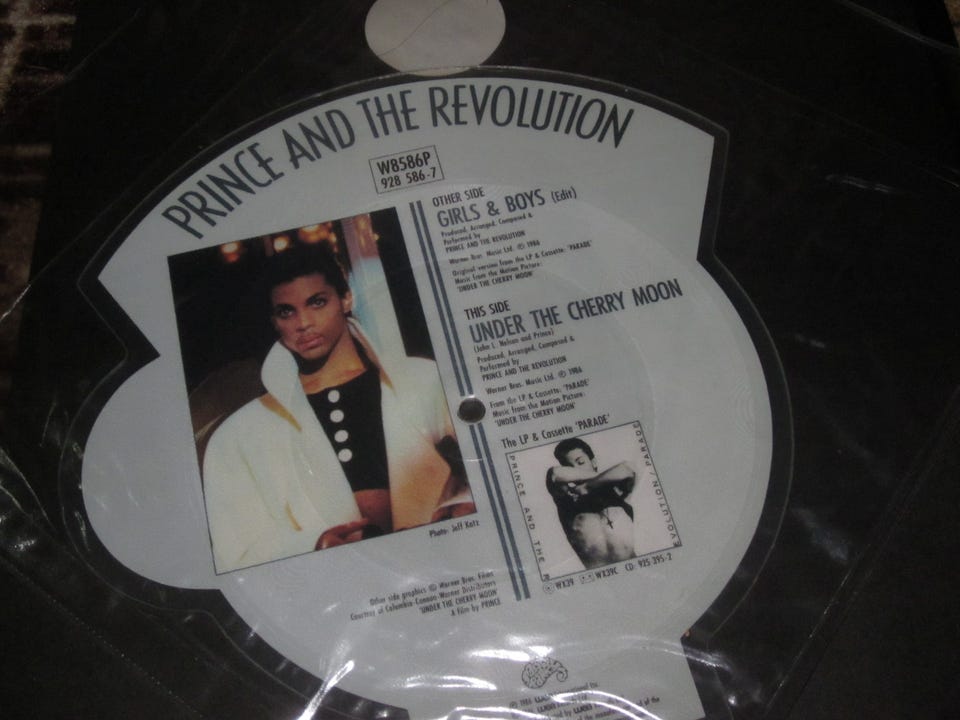 PRINCE AND THE REVOLUTION
W8586P
928 586-7
OTHER SIDE
GIRLS & BOYS (Edit)
Produced, Arranged, Composed &
Performed by
PRINCE AND THE REVOLUTION
Warner Bros. Music Ltd. ℗ 1986
Original version from the LP & Cassette: 'PARADE'
Music from the Motion Picture:
'UNDER THE CHERRY MOON'
THIS SIDE
UNDER THE CHERRY MOON
(John L. Nelson and Prince)
Produced, Arranged, Composed &
Performed by
PRINCE AND THE REVOLUTION
Warner Bros. Music Ltd. ℗ 1986
From the LP & Cassette: 'PARADE'
Music from the Motion Picture:
'UNDER THE CHERRY MOON'
The LP & Cassette 'PARADE'
PRINCE AND THE R
EVOLUTION / PARADE
WX39 WX39C CD: 925 395-2
Photo: Jeff Katz
Other side graphics © Warner Bros. Films
Courtesy of Columbia-Cannon-Warner Distributors
'UNDER THE CHERRY MOON'
A film by PRINCE
℗ 1986
of the